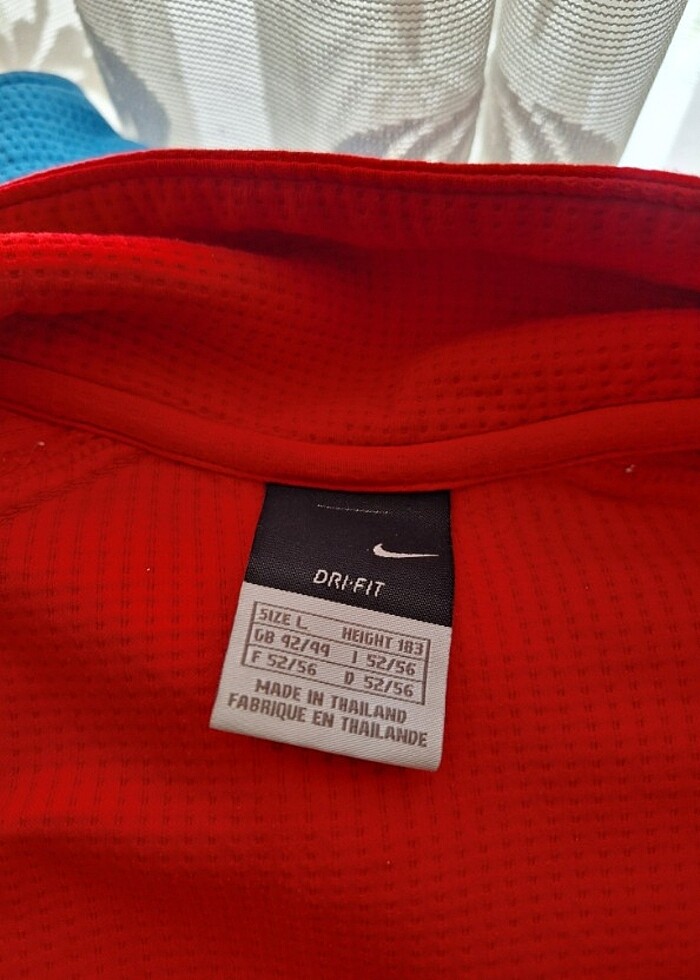 DRI-FIT
SIZE L HEIGHT 183
GB 42/44 I 52/56
F 52/56 D 52/56
MADE IN THAILAND
FABRIQUE EN THAILANDE